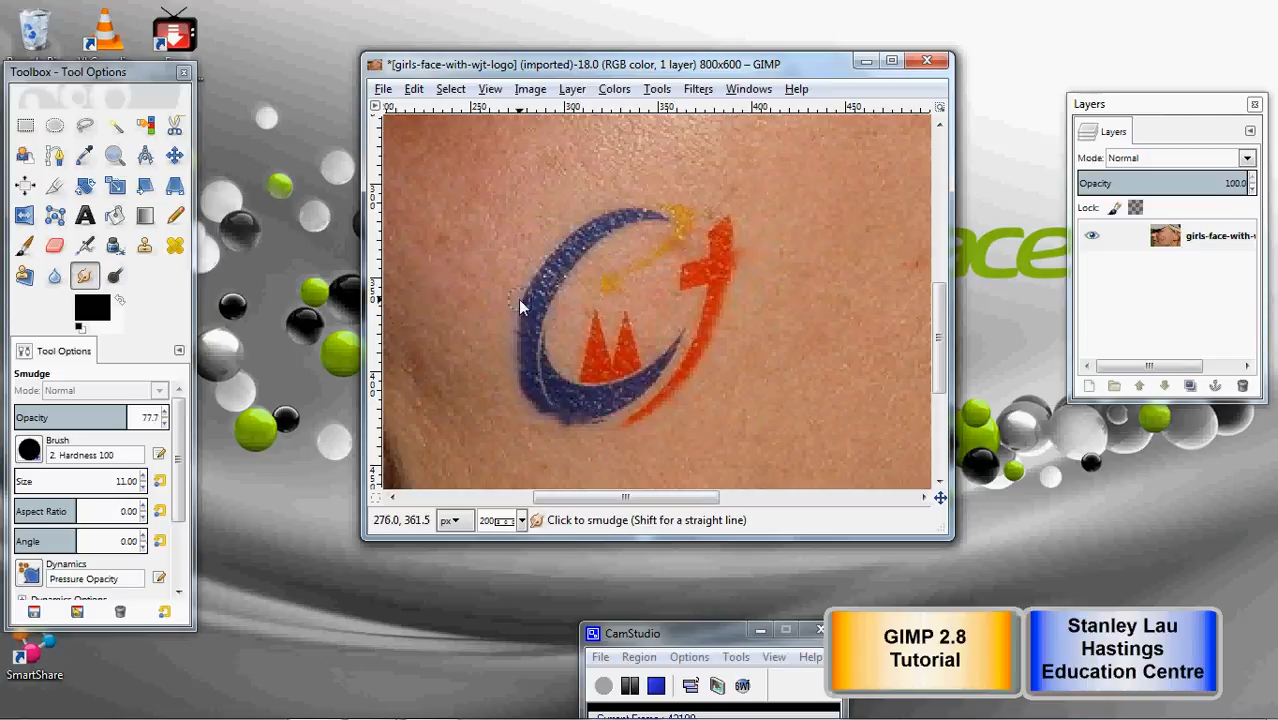 Toolbox - Tool Options
Tool Options
Smudge
Mode: Normal
Opacity 77.7
Brush
2. Hardness 100
Size 11.00
Aspect Ratio 0.00
Angle 0.00
Dynamics
Pressure Opacity
SmartShare
*[girls-face-with-wjt-logo] (imported)-18.0 (RGB color, 1 layer) 800x600 – GIMP
File Edit Select View Image Layer Colors Tools Filters Windows Help
250 300 350 400 450
276.0, 361.5 px 200 Click to smudge (Shift for a straight line)
Layers
Layers
Mode: Normal
Opacity 100.0
Lock:
girls-face-with-
CamStudio
File Region Options Tools View Help
GIMP 2.8
Tutorial
Stanley Lau
Hastings
Education Centre